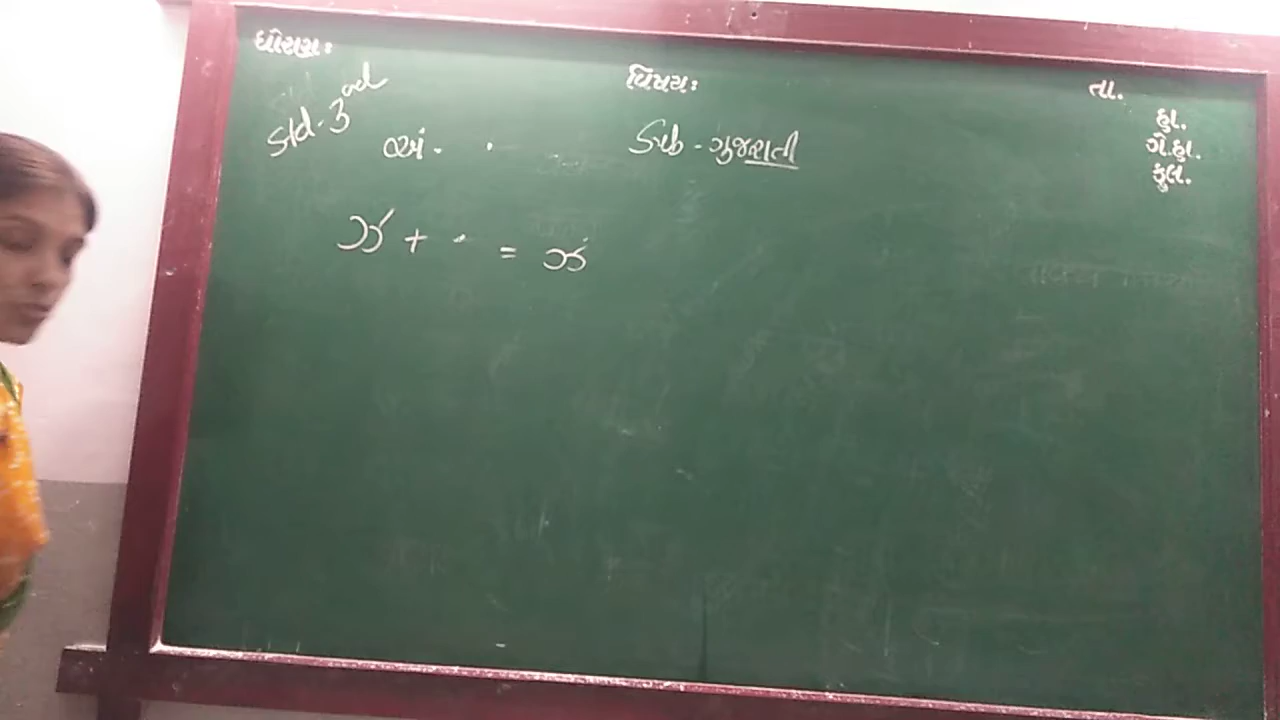 ધોરણઃ
વિષયઃ
તા.
હા.
ગે.હા.
કુલ.
Std-3rd
Sub-ગુજરાતી
અં. .
ઝ + ં = ઝં